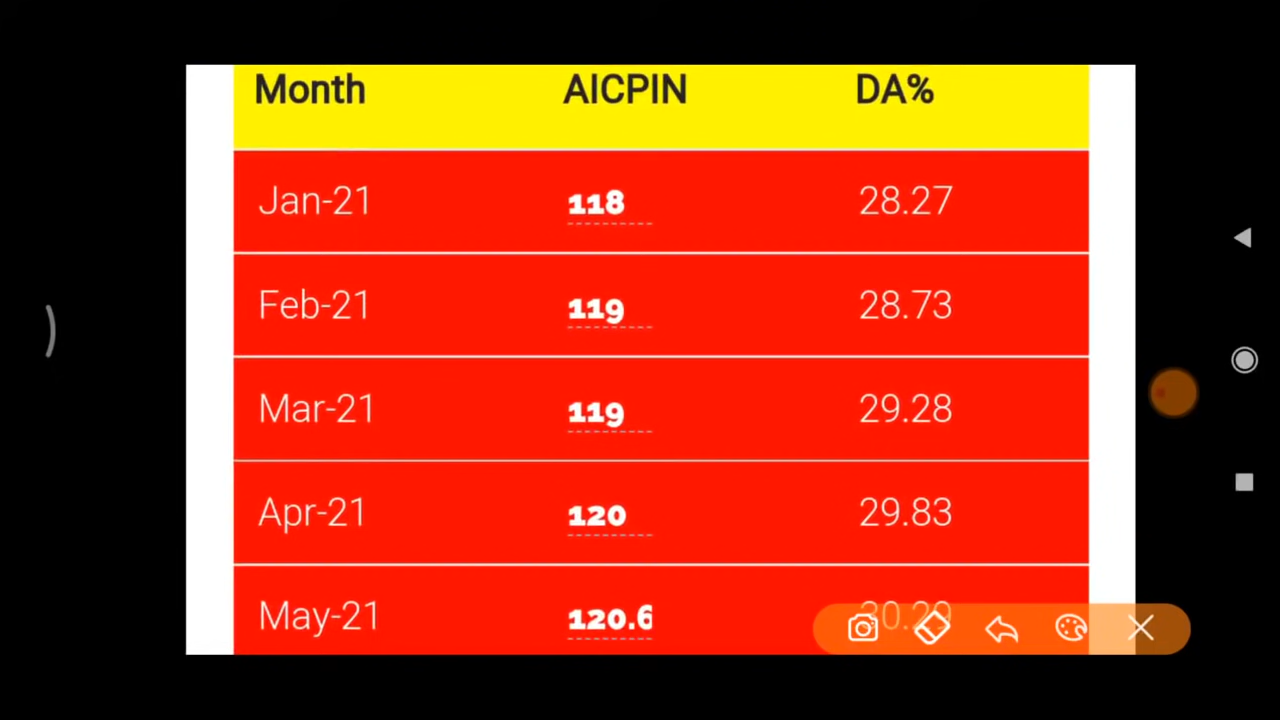 Month AICPIN DA%
Jan-21 118 28.27
Feb-21 119 28.73
Mar-21 119 29.28
Apr-21 120 29.83
May-21 120.6